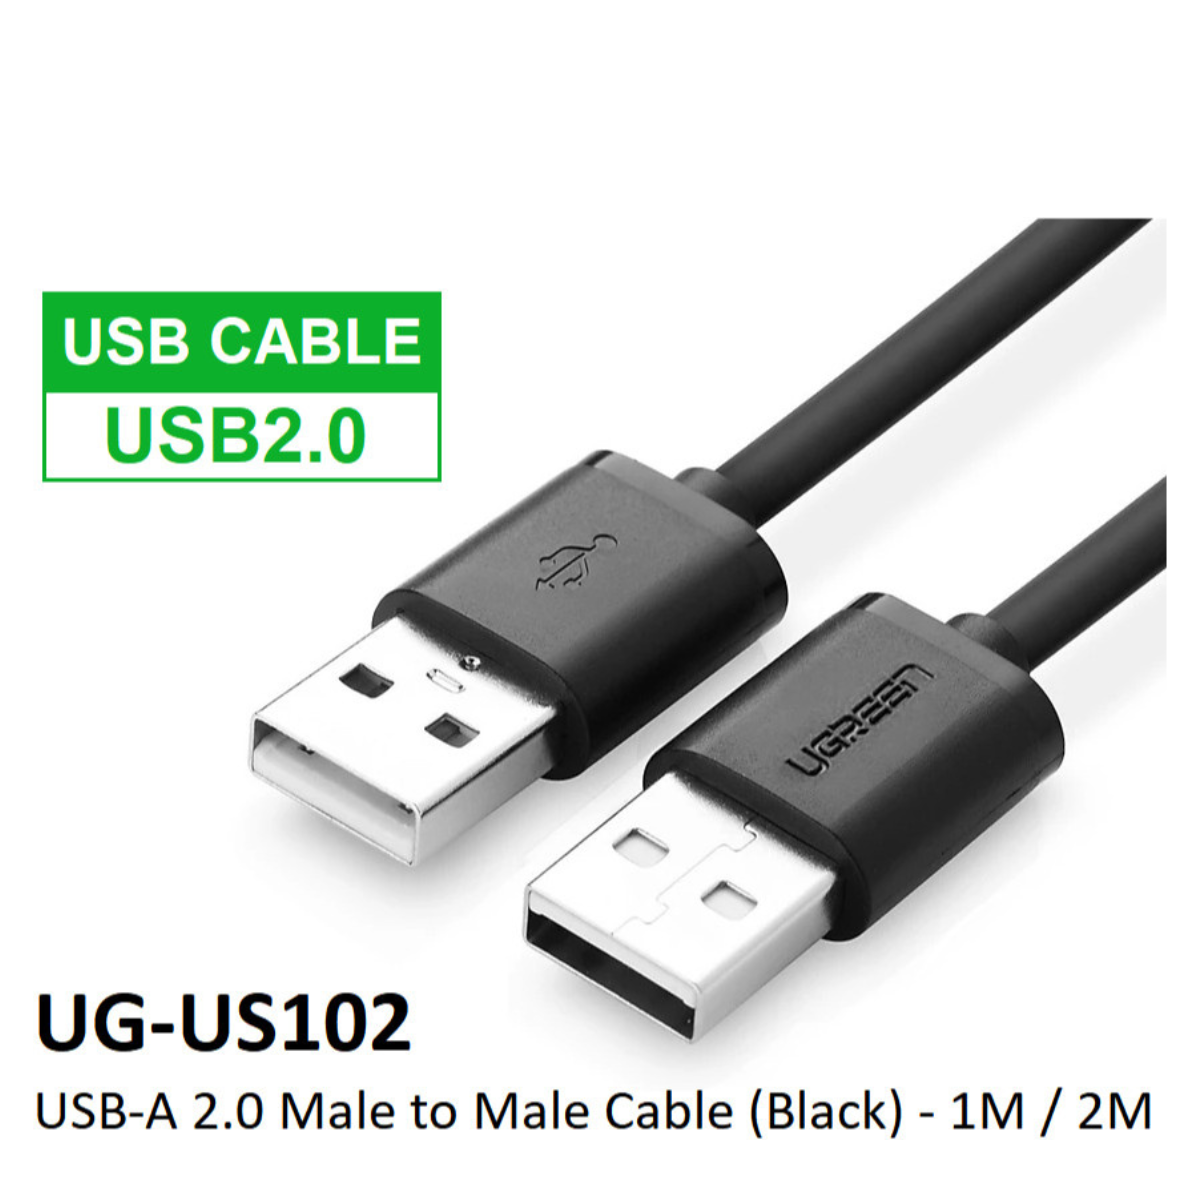 USB CABLE
USB2.0
UGREEN
UG-US102
USB-A 2.0 Male to Male Cable (Black) - 1M / 2M